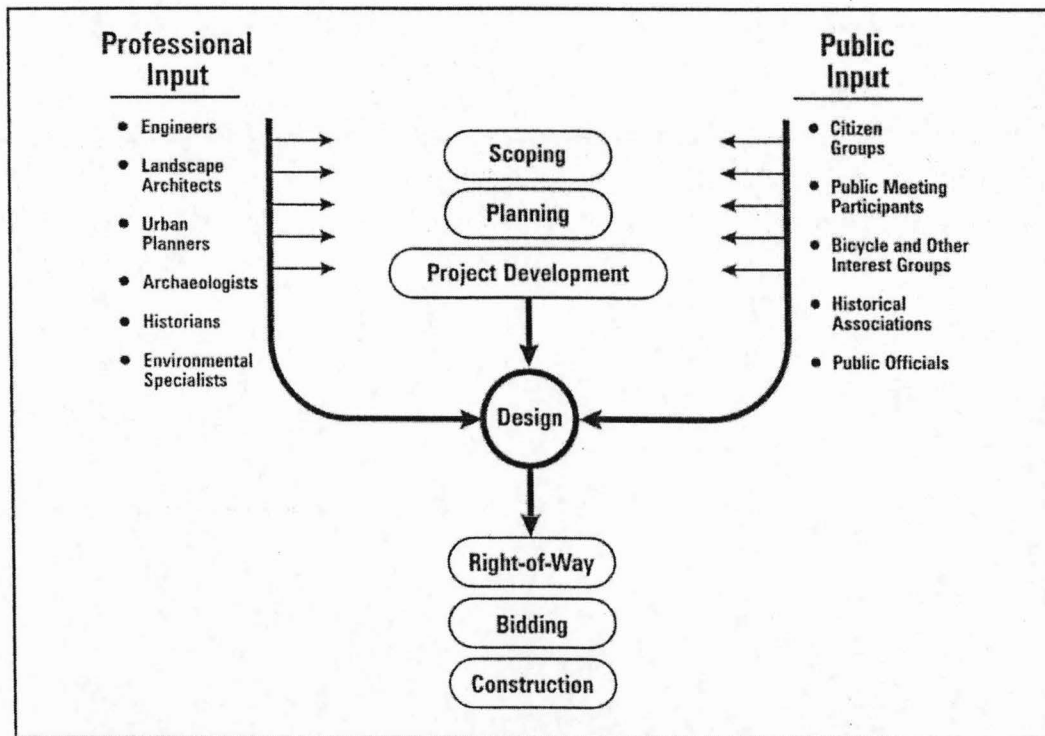 Professional
Input
• Engineers
• Landscape
Architects
• Urban
Planners
• Archaeologists
• Historians
• Environmental
Specialists
Scoping
Planning
Project Development
Design
Right-of-Way
Bidding
Construction
Public
Input
• Citizen
Groups
• Public Meeting
Participants
• Bicycle and Other
Interest Groups
• Historical
Associations
• Public Officials